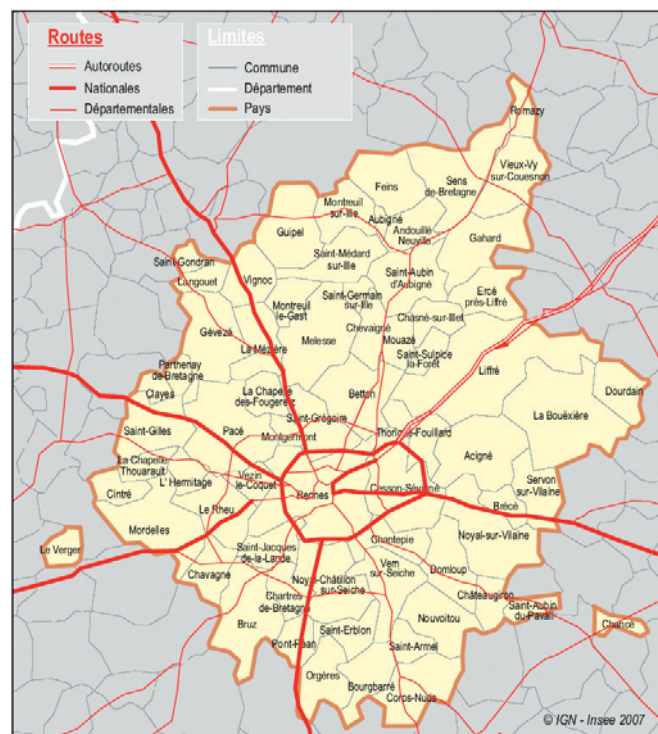 Routes
Autoroutes
Nationales
Départementales
Limites
Commune
Département
Pays
Romazy
Vieux-Vy
sur-Couesnon
Sens
de-Bretagne
Feins
Montreuil
sur-Ille
Aubigné
Andouillé
Neuville
Guipel
Gahard
Saint-Médard
sur-Ille
Saint-Gondran
Langouet
Vignoc
Saint-Aubin
d'Aubigné
Ercé
près-Liffré
Montreuil
le-Gast
Saint-Germain
sur-Ille
Chasné-sur-Illet
Gévezé
Chevaigné
Mouazé
La Mézière
Melesse
Saint-Sulpice
la-Forêt
Liffré
Parthenay
de-Bretagne
Clayes
La Chapelle
des-Fougeretz
Betton
Dourdain
La Bouëxière
Saint-Grégoire
Saint-Gilles
Pacé
Montgermont
Thorigné-Fouillard
Acigné
La Chapelle
Thouarault
L' Hermitage
Vezin
le-Coquet
Cesson-Sévigné
Servon
sur-Vilaine
Cintré
Rennes
Brécé
Le Rheu
Mordelles
Noyal-sur-Vilaine
Chantepie
Le Verger
Saint-Jacques
de-la-Lande
Vern
sur-Seiche
Domloup
Chavagne
Noyal-Châtillon
sur-Seiche
Châteaugiron
Chartres
de-Bretagne
Saint-Aubin
du-Pavail
Nouvoitou
Bruz
Chancé
Saint-Erblon
Pont-Péan
Saint-Armel
Orgères
Bourgbarré
Corps-Nuds
© IGN - Insee 2007